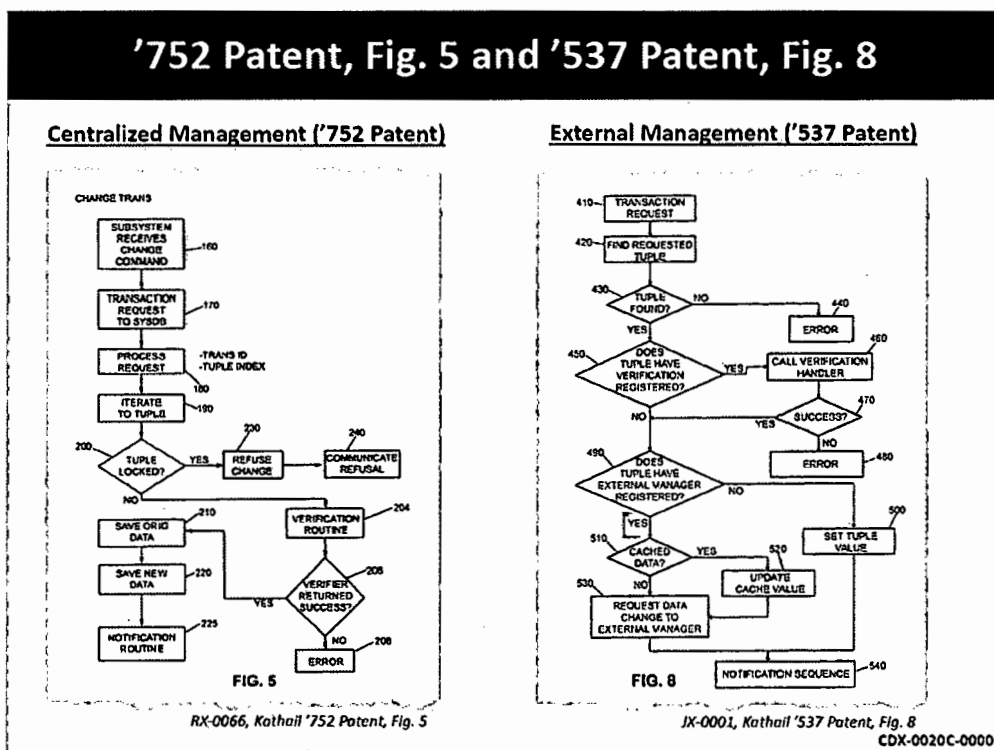 '752 Patent, Fig. 5 and '537 Patent, Fig. 8
Centralized Management ('752 Patent)
CHANGE TRANS
SUBSYSTEM
RECEIVES
CHANGE
COMMAND
160
TRANSACTION
REQUEST
TO SYSDB
170
PROCESS
REQUEST
-TRANS ID
-TUPLE INDEX
180
ITERATE
TO TUPLE
190
200
TUPLE
LOCKED?
YES
230
REFUSE
CHANGE
240
COMMUNICATE
REFUSAL
NO
VERIFICATION
ROUTINE
204
210
SAVE ORIG
DATA
SAVE NEW
DATA
220
NOTIFICATION
ROUTINE
225
VERIFIER
RETURNED
SUCCESS?
206
YES
NO
ERROR
208
FIG. 5
RX-0066, Kathail '752 Patent, Fig. 5
External Management ('537 Patent)
410
TRANSACTION
REQUEST
420
FIND REQUESTED
TUPLE
430
TUPLE
FOUND?
NO
440
ERROR
YES
450
DOES
TUPLE HAVE
VERIFICATION
REGISTERED?
YES
460
CALL VERIFICATION
HANDLER
470
SUCCESS?
YES
NO
ERROR
480
NO
490
DOES
TUPLE HAVE
EXTERNAL MANAGER
REGISTERED?
NO
500
SET TUPLE
VALUE
YES
510
CACHED
DATA?
YES
520
UPDATE
CACHE VALUE
NO
530
REQUEST DATA
CHANGE TO
EXTERNAL MANAGER
NOTIFICATION SEQUENCE
540
FIG. 8
JX-0001, Kathail '537 Patent, Fig. 8
CDX-0020C-0000